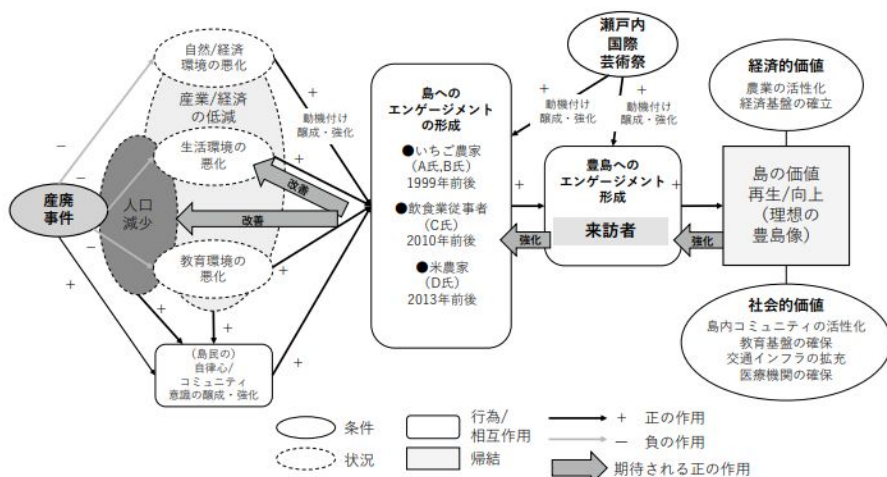 自然/経済
環境の悪化
産業/経済
の低減
生活環境の
悪化
産廃
事件
人口
減少
教育環境の
悪化
(島民の)
自律心/
コミュニティ
意識の醸成・強化
－
－
－
－
＋
＋
＋
＋
＋
＋
＋
＋
動機付け
醸成・強化
改善
改善
島への
エンゲージメント
の形成
●いちご農家
(A氏,B氏)
1999年前後
●飲食業従事者
(C氏)
2010年前後
●米農家
(D氏)
2013年前後
瀬戸内
国際
芸術祭
＋
動機付け
醸成・強化
＋
動機付け
醸成・強化
＋
豊島への
エンゲージメント
形成
来訪者
強化
＋
強化
経済的価値
農業の活性化
経済基盤の確立
島の価値
再生/向上
(理想の
豊島像)
社会的価値
島内コミュニティの活性化
教育基盤の確保
交通インフラの拡充
医療機関の確保
条件
状況
行為/
相互作用
帰結
＋ 正の作用
－ 負の作用
期待される正の作用